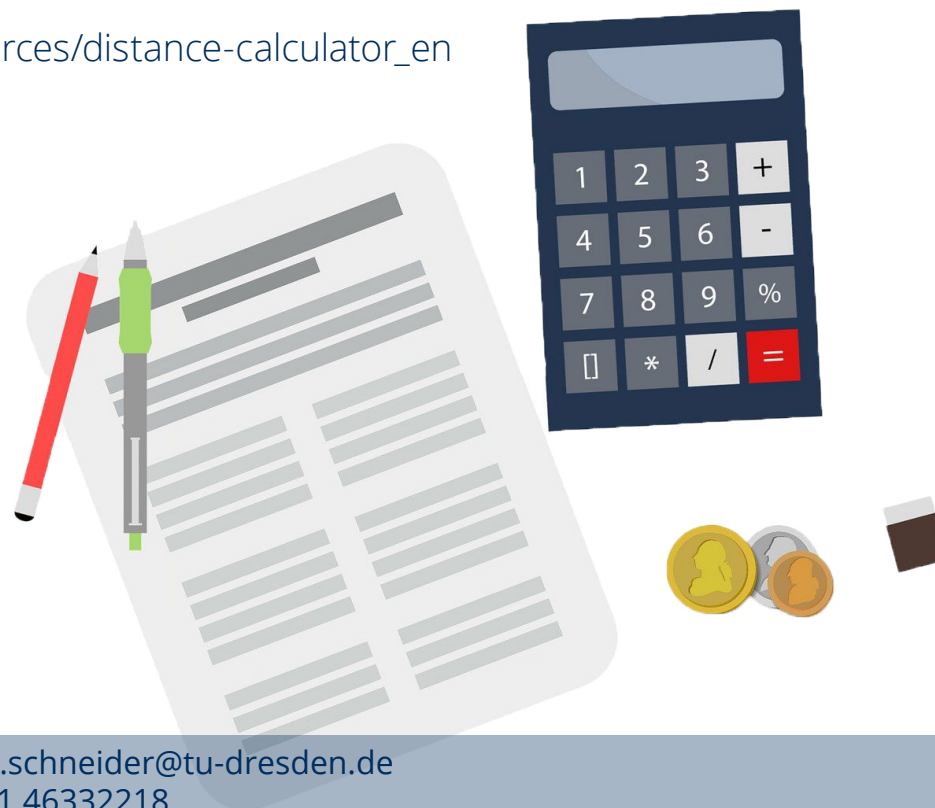 rces/distance-calculator_en
1 2 3 +
4 5 6 -
7 8 9 %
[] * / =
.schneider@tu-dresden.de
1 46332218